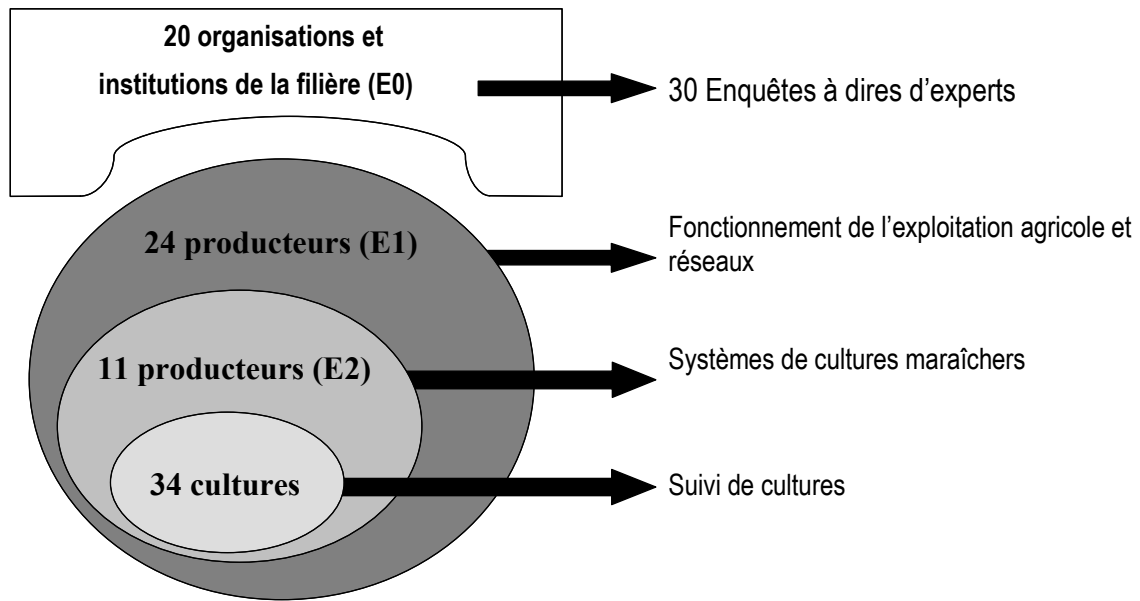 20 organisations et
institutions de la filière (E0)
30 Enquêtes à dires d’experts
24 producteurs (E1)
Fonctionnement de l’exploitation agricole et
réseaux
11 producteurs (E2)
Systèmes de cultures maraîchers
34 cultures
Suivi de cultures